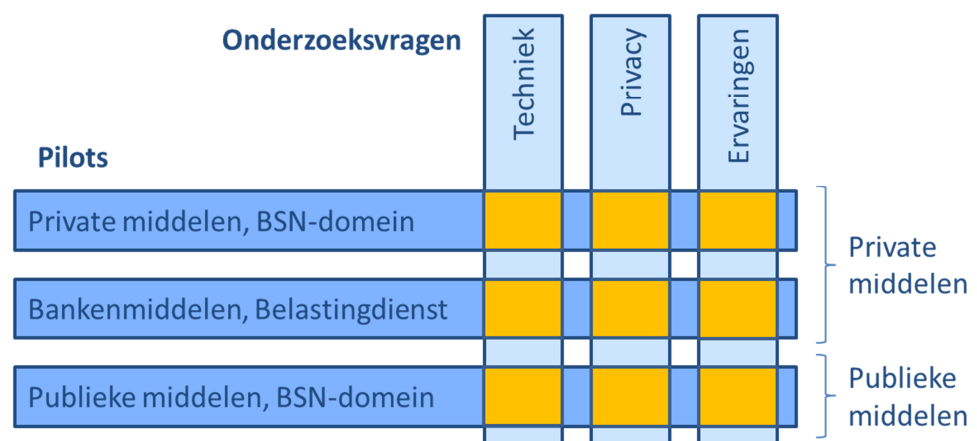 Onderzoeksvragen
Techniek
Privacy
Ervaringen
Pilots
Private middelen, BSN-domein
Bankenmiddelen, Belastingdienst
Publieke middelen, BSN-domein
Private
middelen
Publieke
middelen